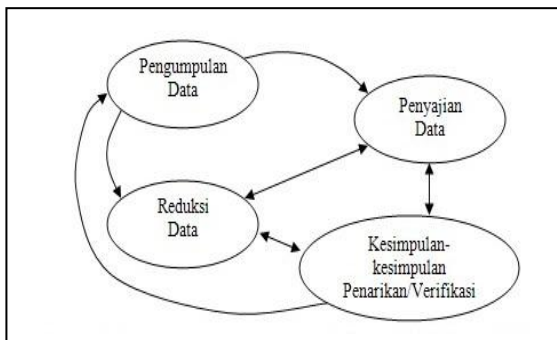 Pengumpulan
Data
Penyajian
Data
Reduksi
Data
Kesimpulan-
kesimpulan
Penarikan/Verifikasi